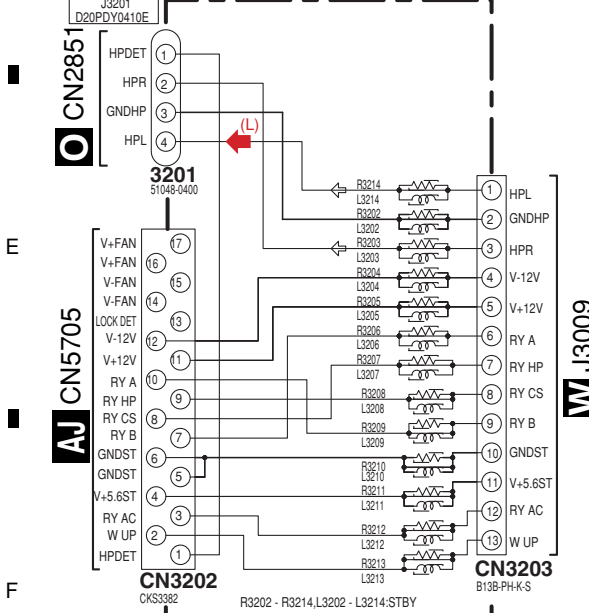 J3201
D20PDY0410E
O CN2851
HPDET 1
HPR 2
GNDHP 3
HPL 4
(L)
3201
51048-0400
E
F
AJ CN5705
V+FAN 17
V+FAN 16
V-FAN 15
V-FAN 14
LOCK DET 13
V-12V 12
V+12V 11
RY A 10
RY HP 9
RY CS 8
RY B 7
GNDST 6
GNDST 5
V+5.6ST 4
RY AC 3
W UP 2
HPDET 1
CN3202
CKS3382
R3214
L3214
R3202
L3202
R3203
L3203
R3204
L3204
R3205
L3205
R3206
L3206
R3207
L3207
R3208
L3208
R3209
L3209
R3210
L3210
R3211
L3211
R3212
L3212
R3213
L3213
1 HPL
2 GNDHP
3 HPR
4 V-12V
5 V+12V
6 RY A
7 RY HP
8 RY CS
9 RY B
10 GNDST
11 V+5.6ST
12 RY AC
13 W UP
W J3009
CN3203
B13B-PH-K-S
R3202 - R3214,L3202 - L3214:STBY